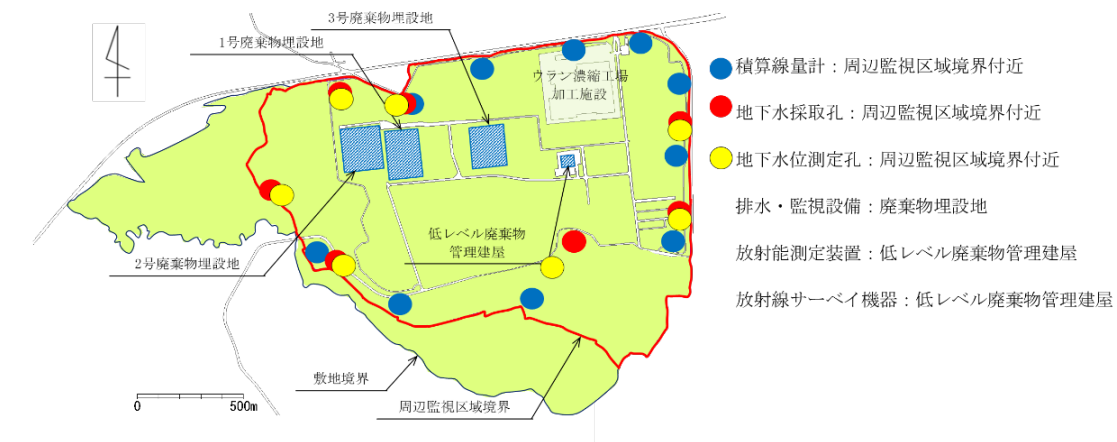 3号廃棄物埋設地
1号廃棄物埋設地
ウラン濃縮工場
加工施設
低レベル廃棄物
管理建屋
2号廃棄物埋設地
敷地境界
周辺監視区域境界
0
500m
積算線量計：周辺監視区域境界付近
地下水採取孔：周辺監視区域境界付近
地下水位測定孔：周辺監視区域境界付近
排水・監視設備：廃棄物埋設地
放射能測定装置：低レベル廃棄物管理建屋
放射線サーベイ機器：低レベル廃棄物管理建屋